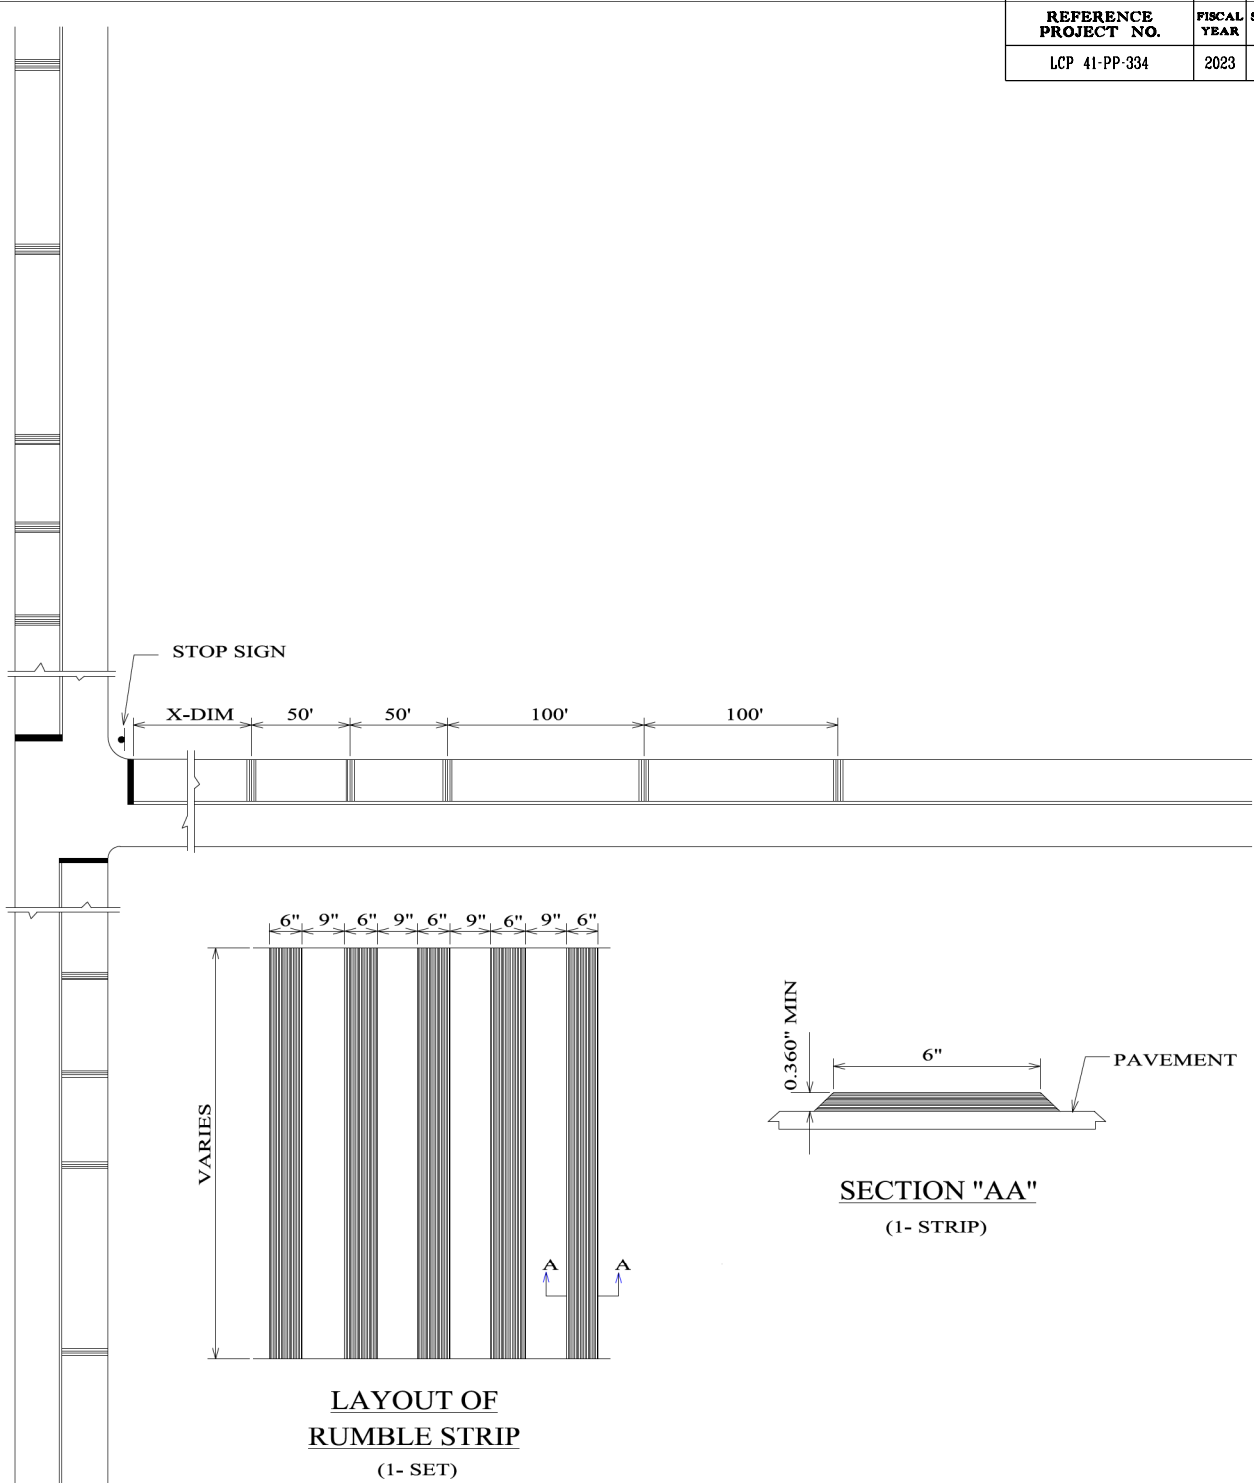 REFERENCE
PROJECT NO.
FISCAL
YEAR
LCP 41-PP-334
2023
STOP SIGN
X-DIM 50' 50' 100' 100'
6" 9" 6" 9" 6" 9" 6" 9" 6"
VARIES
A A
LAYOUT OF
RUMBLE STRIP
(1- SET)
0.360" MIN
6"
PAVEMENT
SECTION "AA"
(1- STRIP)